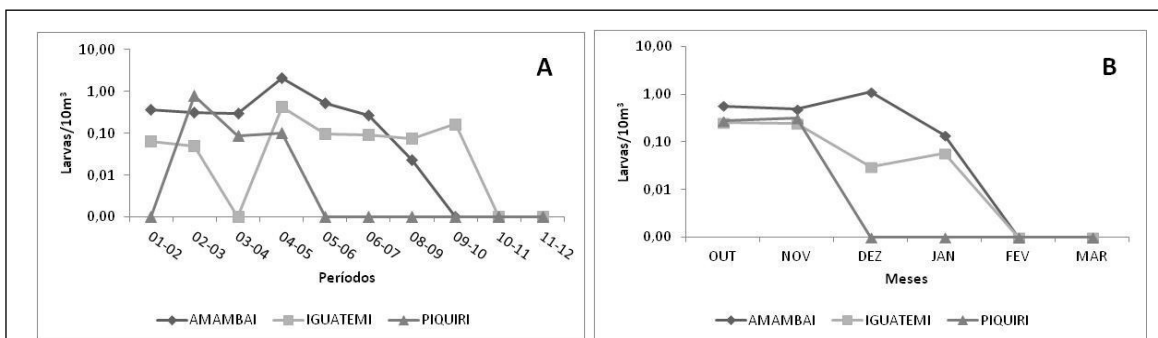 A
10,00
1,00
0,10
0,01
0,00
Larvas/10m³
01-02
02-03
03-04
04-05
05-06
06-07
08-09
09-10
10-11
11-12
Períodos
AMAMBAI
IGUATEMI
PIQUIRI
B
10,00
1,00
0,10
0,01
0,00
Larvas/10m³
OUT
NOV
DEZ
JAN
FEV
MAR
Meses
AMAMBAI
IGUATEMI
PIQUIRI